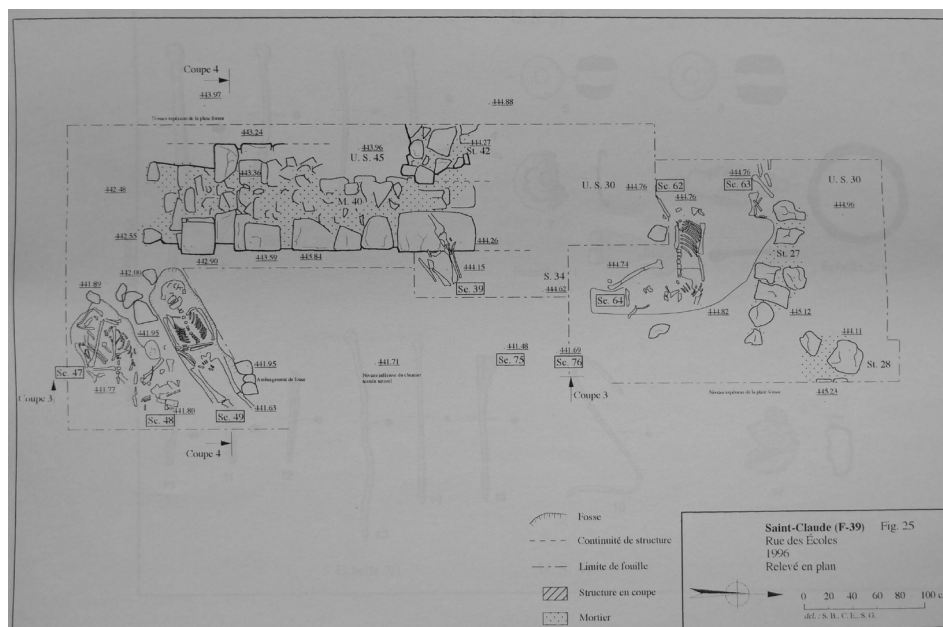 Coupe 4
443.97
444.88
443.24
443.96
U. S. 45
444.27
St. 42
443.36
442.48
M. 40
442.55
442.99
443.59
443.84
444.26
444.15
Sc. 39
U. S. 30
444.76
Sc. 62
444.76
444.76
Sc. 63
U. S. 30
444.96
St. 27
S. 34
444.62
444.74
Sc. 64
444.82
445.12
444.11
St. 28
445.23
442.08
441.89
441.95
Sc. 47
441.77
Coupe 3
441.80
Sc. 48
Sc. 49
441.95
441.63
Coupe 4
441.71
441.48
Sc. 75
441.69
Sc. 76
Coupe 3
Fosse
Continuité de structure
Limite de fouille
Structure en coupe
Mortier
Saint-Claude (F-39) Fig. 25
Rue des Écoles
1996
Relevé en plan
0 20 40 60 80 100 c
del. : S. B., C. E., S. G.